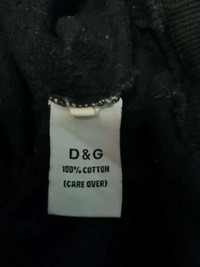 D&G
100% COTTON
(CARE OVER)